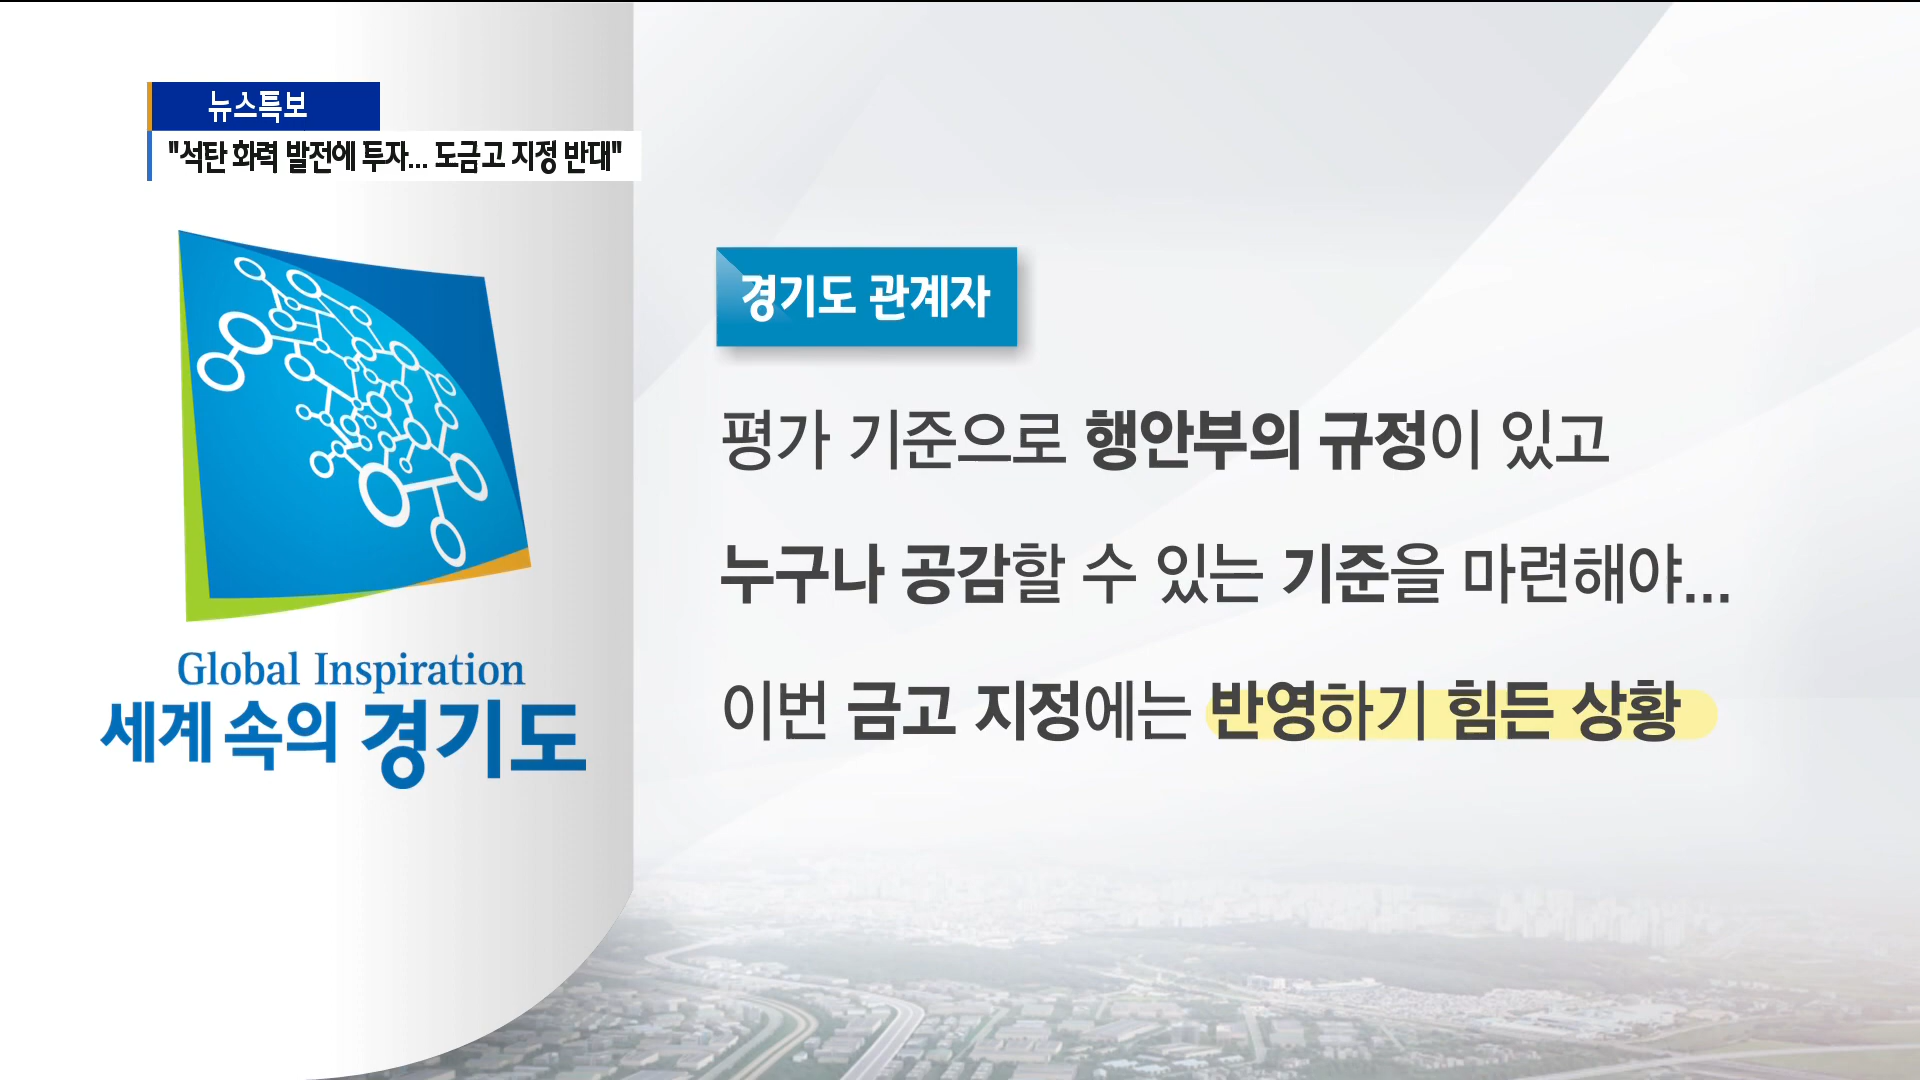 뉴스특보
"석탄 화력 발전에 투자... 도금고 지정 반대"
Global Inspiration
세계 속의 경기도
경기도 관계자
평가 기준으로 행안부의 규정이 있고
누구나 공감할 수 있는 기준을 마련해야...
이번 금고 지정에는 반영하기 힘든 상황